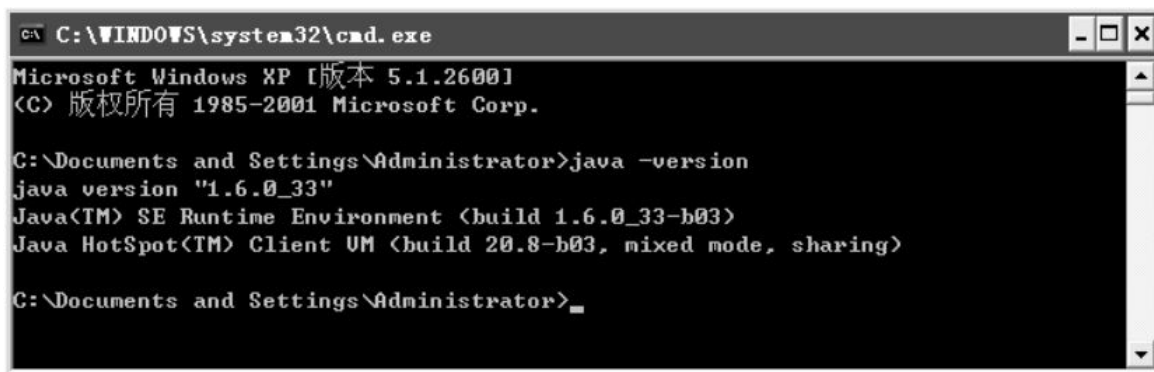 C:\WINDOWS\system32\cmd.exe
Microsoft Windows XP [版本 5.1.2600]
(C) 版权所有 1985-2001 Microsoft Corp.
C:\Documents and Settings\Administrator>java -version
java version "1.6.0_33"
Java(TM) SE Runtime Environment (build 1.6.0_33-b03)
Java HotSpot(TM) Client VM (build 20.8-b03, mixed mode, sharing)
C:\Documents and Settings\Administrator>_